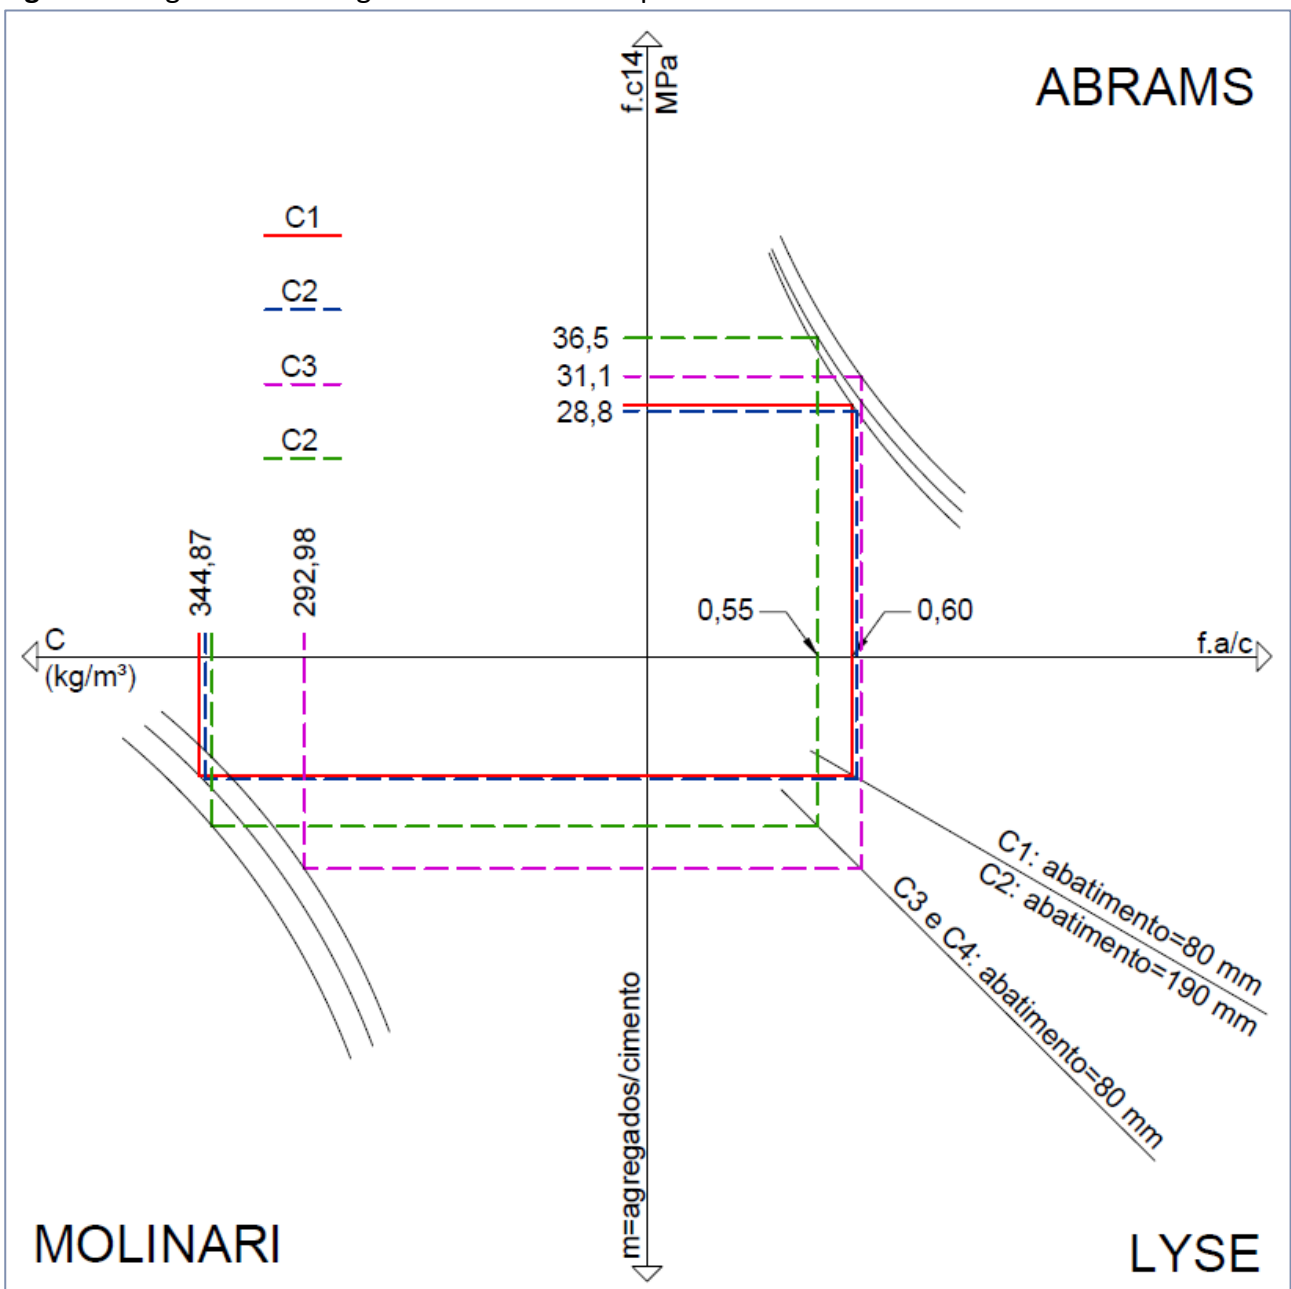 f.c14
MPa
ABRAMS
C1
C2
C3
C2
36,5
31,1
28,8
344,87
292,98
0,55
0,60
C
(kg/m³)
f.a/c
C1: abatimento=80 mm
C2: abatimento=190 mm
C3 e C4: abatimento=80 mm
m=agregados/cimento
MOLINARI
LYSE